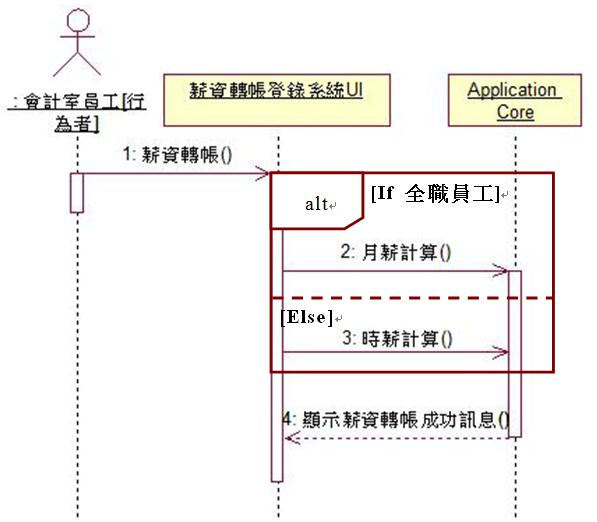 : 會計室員工[行
為者]
薪資轉帳登錄系統UI
Application
Core
1: 薪資轉帳()
alt
[If 全職員工]
2: 月薪計算()
[Else]
3: 時薪計算()
4: 顯示薪資轉帳成功訊息()